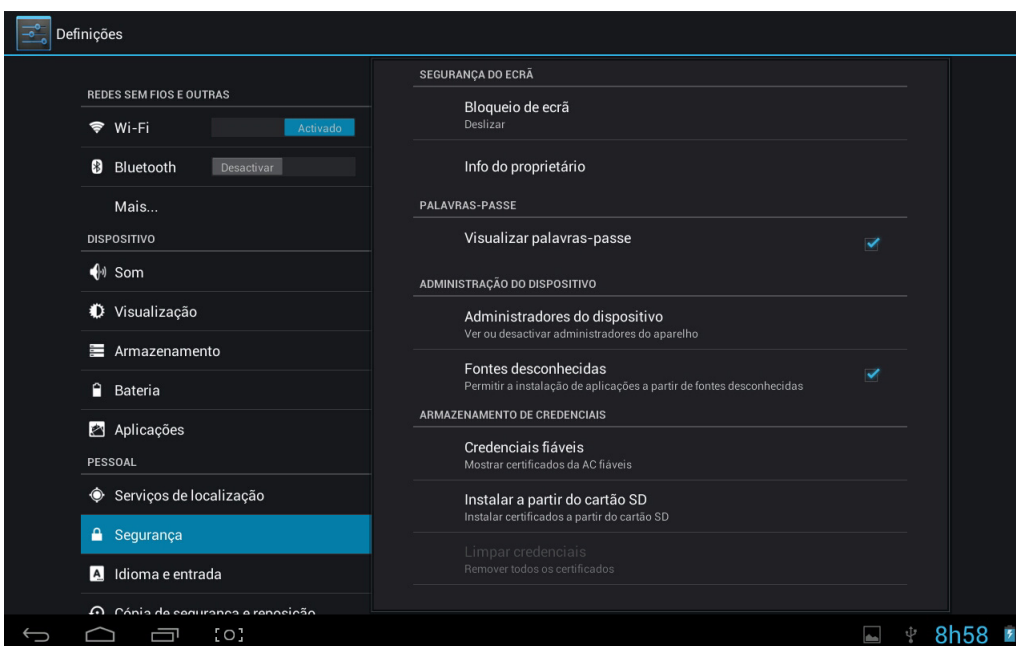 Definições
REDES SEM FIOS E OUTRAS
Wi-Fi
Activado
Bluetooth
Desactivar
Mais...
DISPOSITIVO
Som
Visualização
Armazenamento
Bateria
Aplicações
PESSOAL
Serviços de localização
Segurança
Idioma e entrada
Cópia de segurança e reposição
SEGURANÇA DO ECRÃ
Bloqueio de ecrã
Deslizar
Info do proprietário
PALAVRAS-PASSE
Visualizar palavras-passe
ADMINISTRAÇÃO DO DISPOSITIVO
Administradores do dispositivo
Ver ou desactivar administradores do aparelho
Fontes desconhecidas
Permitir a instalação de aplicações a partir de fontes desconhecidas
ARMAZENAMENTO DE CREDENCIAIS
Credenciais fiáveis
Mostrar certificados da AC fiáveis
Instalar a partir do cartão SD
Instalar certificados a partir do cartão SD
Limpar credenciais
Remover todos os certificados
8h58